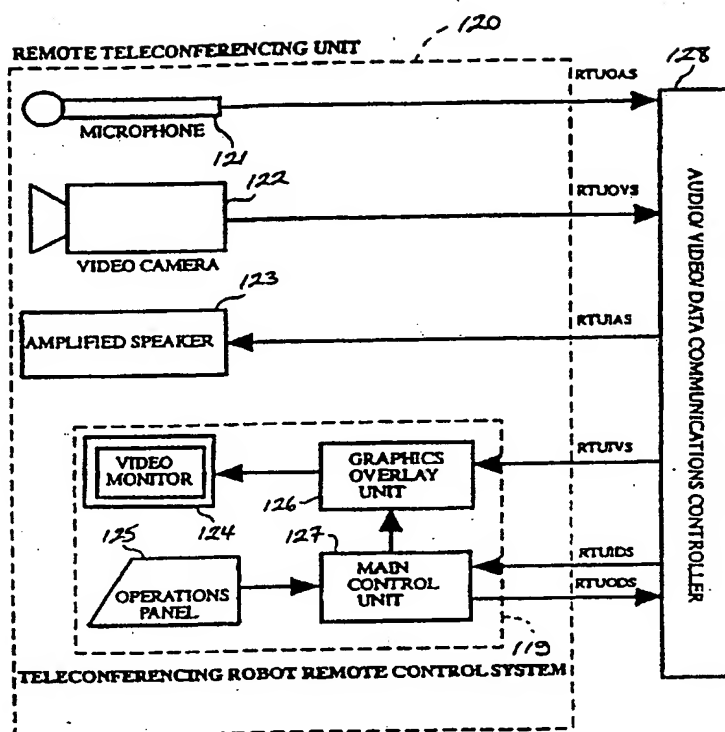 120
REMOTE TELECONFERENCING UNIT
128
RTUOAS
MICROPHONE
121
122
RTUOVS
VIDEO CAMERA
123
AMPLIFIED SPEAKER
RTUIAS
VIDEO
MONITOR
GRAPHICS
OVERLAY
UNIT
RTUIVS
126
124
125
127
OPERATIONS
PANEL
MAIN
CONTROL
UNIT
RTUIDS
RTUODS
119
TELECONFERENCING ROBOT REMOTE CONTROL SYSTEM
AUDIO/ VIDEO/ DATA COMMUNICATIONS CONTROLLER